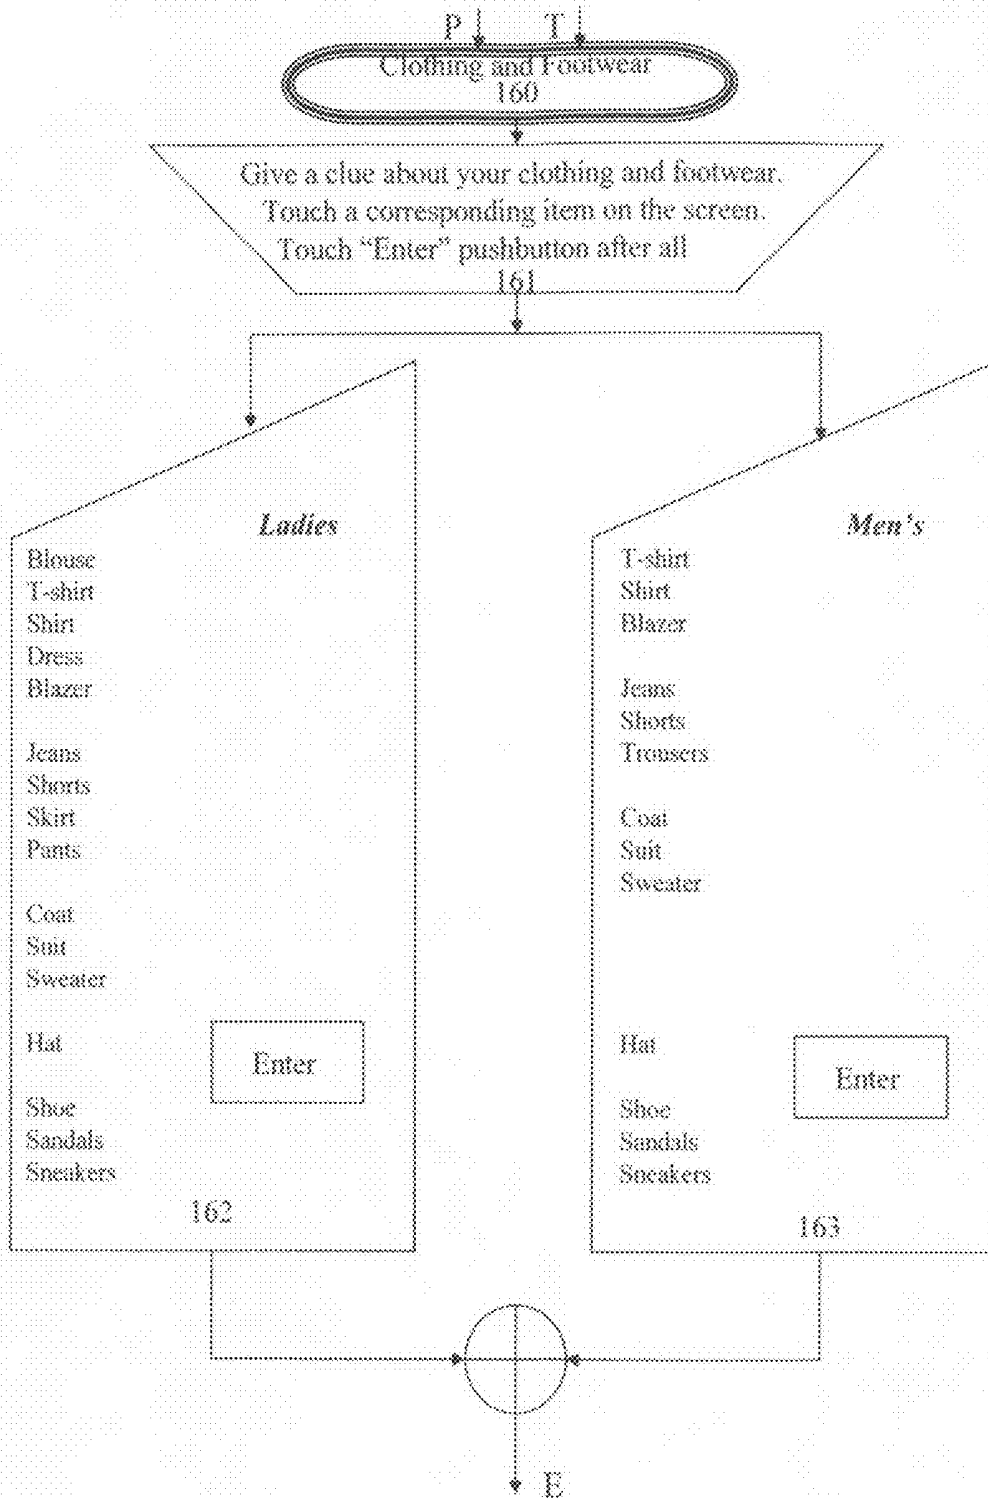 P T
Clothing and Footwear
160
Give a clue about your clothing and footwear.
Touch a corresponding item on the screen.
Touch “Enter” pushbutton after all
161
Ladies
Blouse
T-shirt
Shirt
Dress
Blazer
Jeans
Shorts
Skirt
Pants
Coat
Suit
Sweater
Hat
Enter
Shoe
Sandals
Sneakers
162
Men's
T-shirt
Shirt
Blazer
Jeans
Shorts
Trousers
Coat
Suit
Sweater
Hat
Enter
Shoe
Sandals
Sneakers
163
E